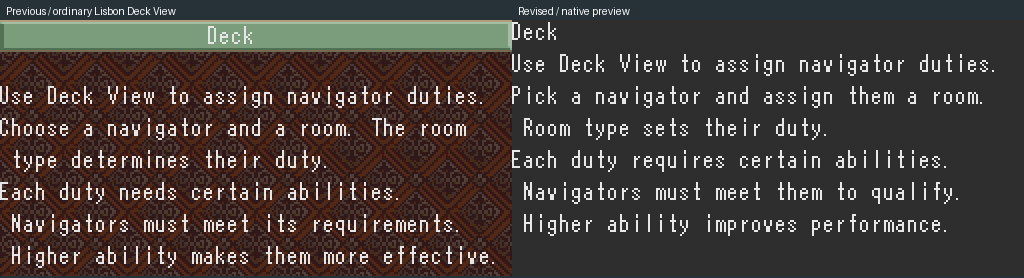 Previous / ordinary Lisbon Deck View
Deck
Use Deck View to assign navigator duties.
Choose a navigator and a room. The room
type determines their duty.
Each duty needs certain abilities.
Navigators must meet its requirements.
Higher ability makes them more effective.
Revised / native preview
Deck
Use Deck View to assign navigator duties.
Pick a navigator and assign them a room.
Room type sets their duty.
Each duty requires certain abilities.
Navigators must meet them to qualify.
Higher ability improves performance.